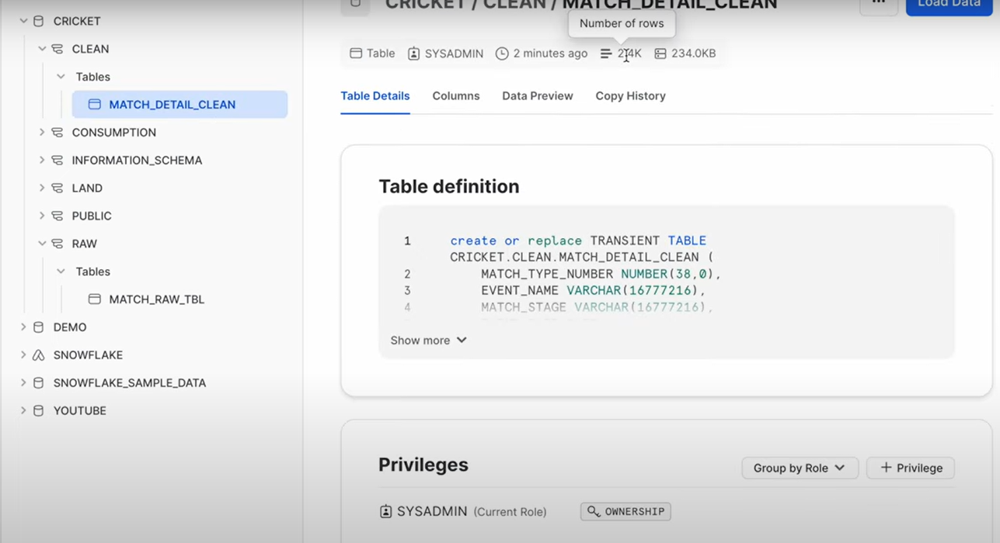 CRICKET
CLEAN
Tables
MATCH_DETAIL_CLEAN
CONSUMPTION
INFORMATION_SCHEMA
LAND
PUBLIC
RAW
Tables
MATCH_RAW_TBL
DEMO
SNOWFLAKE
SNOWFLAKE_SAMPLE_DATA
YOUTUBE
CRICKET / CLEAN / MATCH_DETAIL_CLEAN
... Load Data
Number of rows
Table SYSADMIN 2 minutes ago 234.0KB
Table Details Columns Data Preview Copy History
Table definition
1 create or replace TRANSIENT TABLE
CRICKET.CLEAN.MATCH_DETAIL_CLEAN (
2 MATCH_TYPE_NUMBER NUMBER(38,0),
3 EVENT_NAME VARCHAR(16777216),
4 MATCH_STAGE VARCHAR(16777216),
Show more
Privileges
Group by Role + Privilege
SYSADMIN (Current Role) OWNERSHIP